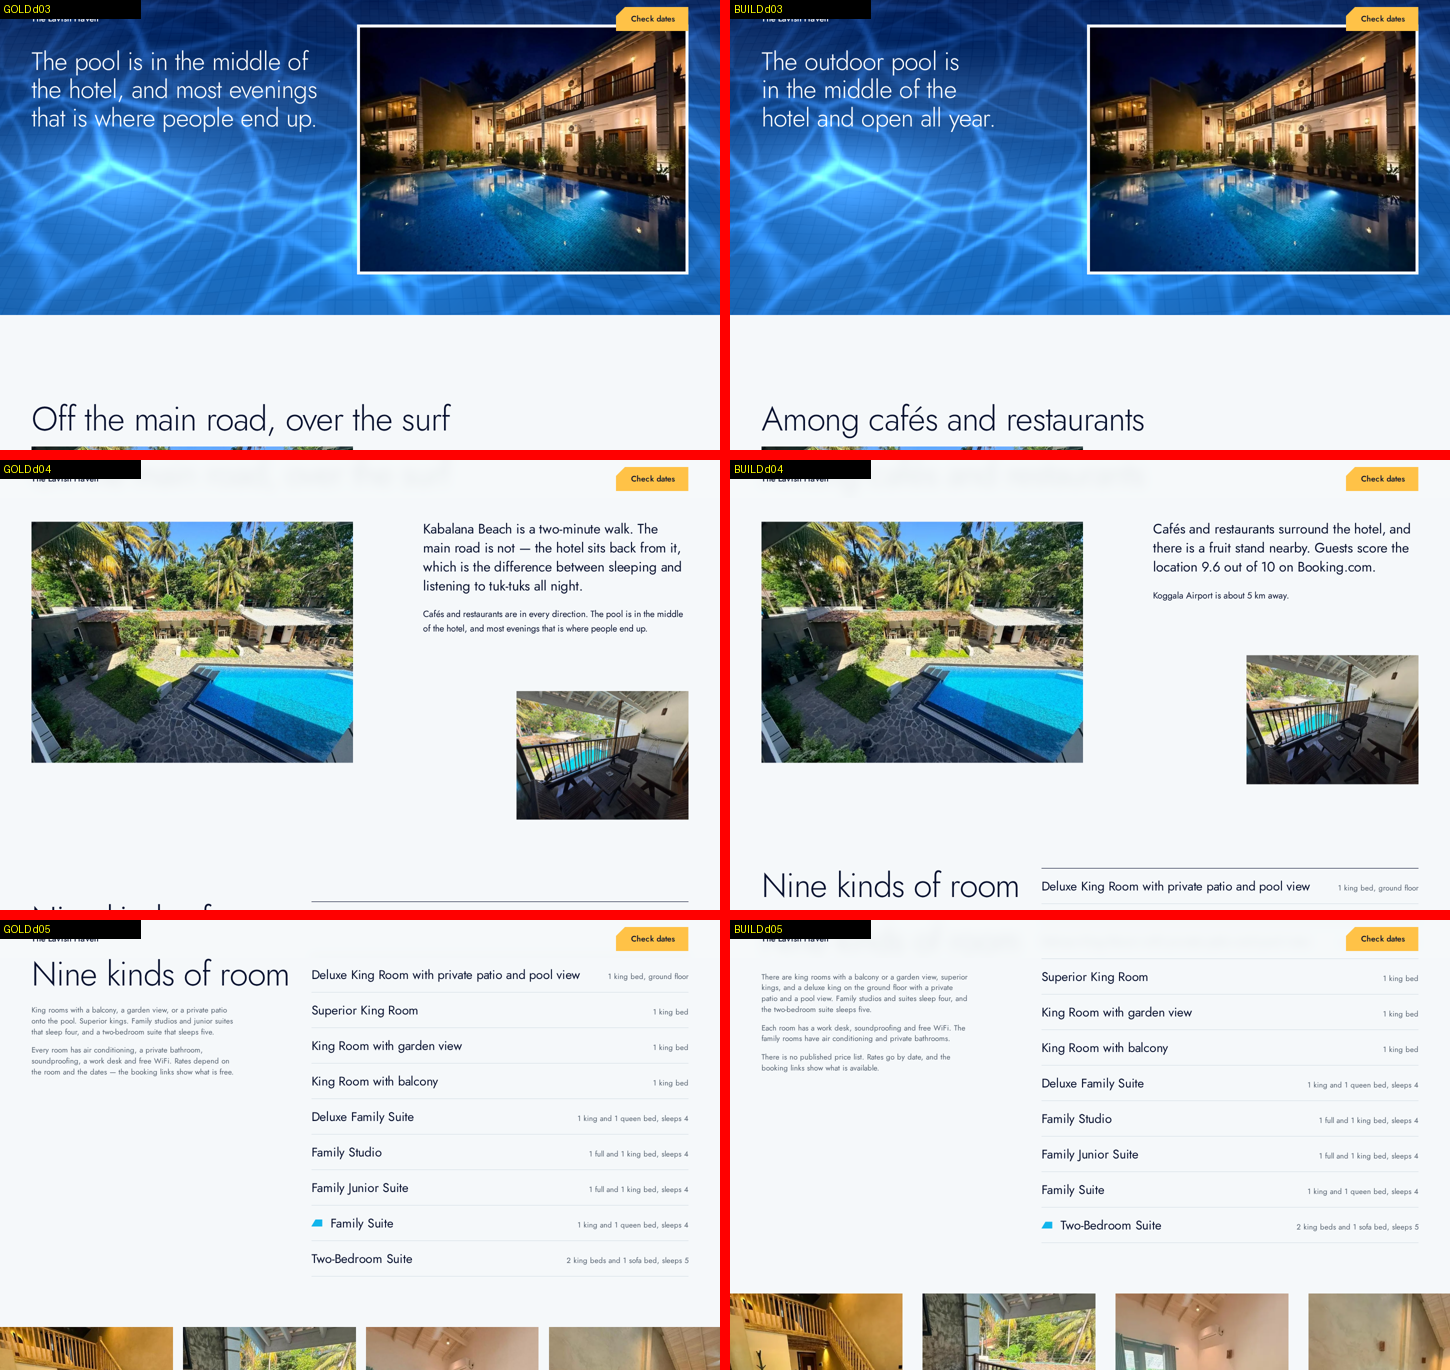 GOLD d03
The Lavish Haven
Check dates
The pool is in the middle of
the hotel, and most evenings
that is where people end up.
Off the main road, over the surf
BUILD d03
The Lavish Haven
Check dates
The outdoor pool is
in the middle of the
hotel and open all year.
Among cafés and restaurants
GOLD d04
The Lavish Haven
Check dates
Kabalana Beach is a two-minute walk. The
main road is not — the hotel sits back from it,
which is the difference between sleeping and
listening to tuk-tuks all night.
Cafés and restaurants are in every direction. The pool is in the middle
of the hotel, and most evenings that is where people end up.
Nine kinds of
BUILD d04
The Lavish Haven
Check dates
Cafés and restaurants surround the hotel, and
there is a fruit stand nearby. Guests score the
location 9.6 out of 10 on Booking.com.
Koggala Airport is about 5 km away.
Nine kinds of room
Deluxe King Room with private patio and pool view
1 king bed, ground floor
GOLD d05
The Lavish Haven
Check dates
Nine kinds of room
King rooms with a balcony, a garden view, or a private patio
onto the pool. Superior kings. Family studios and junior suites
that sleep four, and a two-bedroom suite that sleeps five.
Every room has air conditioning, a private bathroom,
soundproofing, a work desk and free WiFi. Rates depend on
the room and the dates — the booking links show what is free.
Deluxe King Room with private patio and pool view
1 king bed, ground floor
Superior King Room
1 king bed
King Room with garden view
1 king bed
King Room with balcony
1 king bed
Deluxe Family Suite
1 king and 1 queen bed, sleeps 4
Family Studio
1 full and 1 king bed, sleeps 4
Family Junior Suite
1 full and 1 king bed, sleeps 4
Family Suite
1 king and 1 queen bed, sleeps 4
Two-Bedroom Suite
2 king beds and 1 sofa bed, sleeps 5
BUILD d05
The Lavish Haven
Check dates
There are king rooms with a balcony or a garden view, superior
kings, and a deluxe king on the ground floor with a private
patio and a pool view. Family studios and suites sleep four, and
the two-bedroom suite sleeps five.
Each room has a work desk, soundproofing and free WiFi. The
family rooms have air conditioning and private bathrooms.
There is no published price list. Rates go by date, and the
booking links show what is available.
Superior King Room
1 king bed
King Room with garden view
1 king bed
King Room with balcony
1 king bed
Deluxe Family Suite
1 king and 1 queen bed, sleeps 4
Family Studio
1 full and 1 king bed, sleeps 4
Family Junior Suite
1 full and 1 king bed, sleeps 4
Family Suite
1 king and 1 queen bed, sleeps 4
Two-Bedroom Suite
2 king beds and 1 sofa bed, sleeps 5